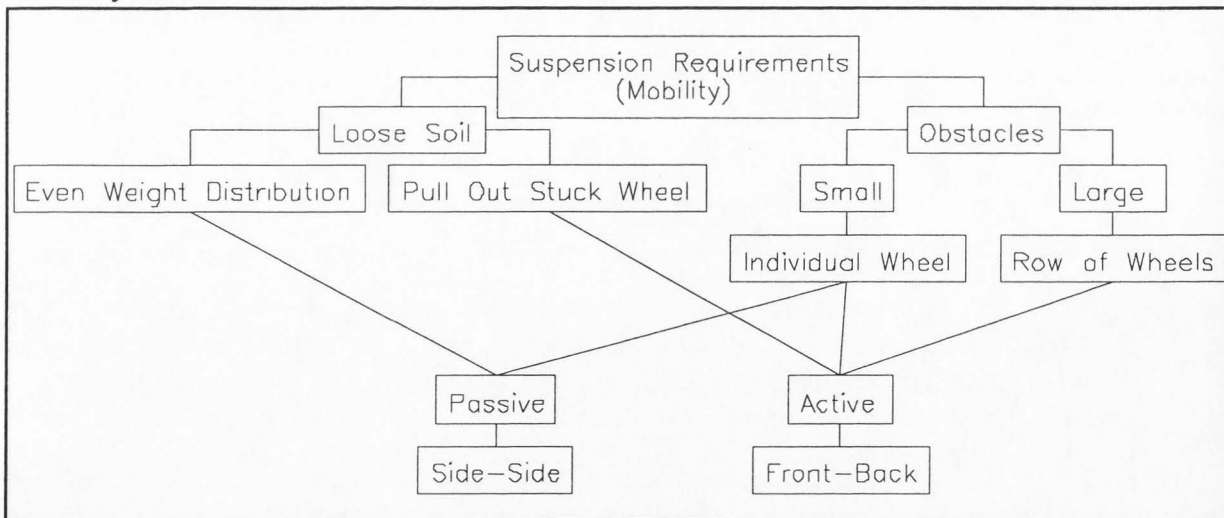 Suspension Requirements
(Mobility)
Loose Soil
Obstacles
Even Weight Distribution
Pull Out Stuck Wheel
Small
Large
Individual Wheel
Row of Wheels
Passive
Active
Side-Side
Front-Back